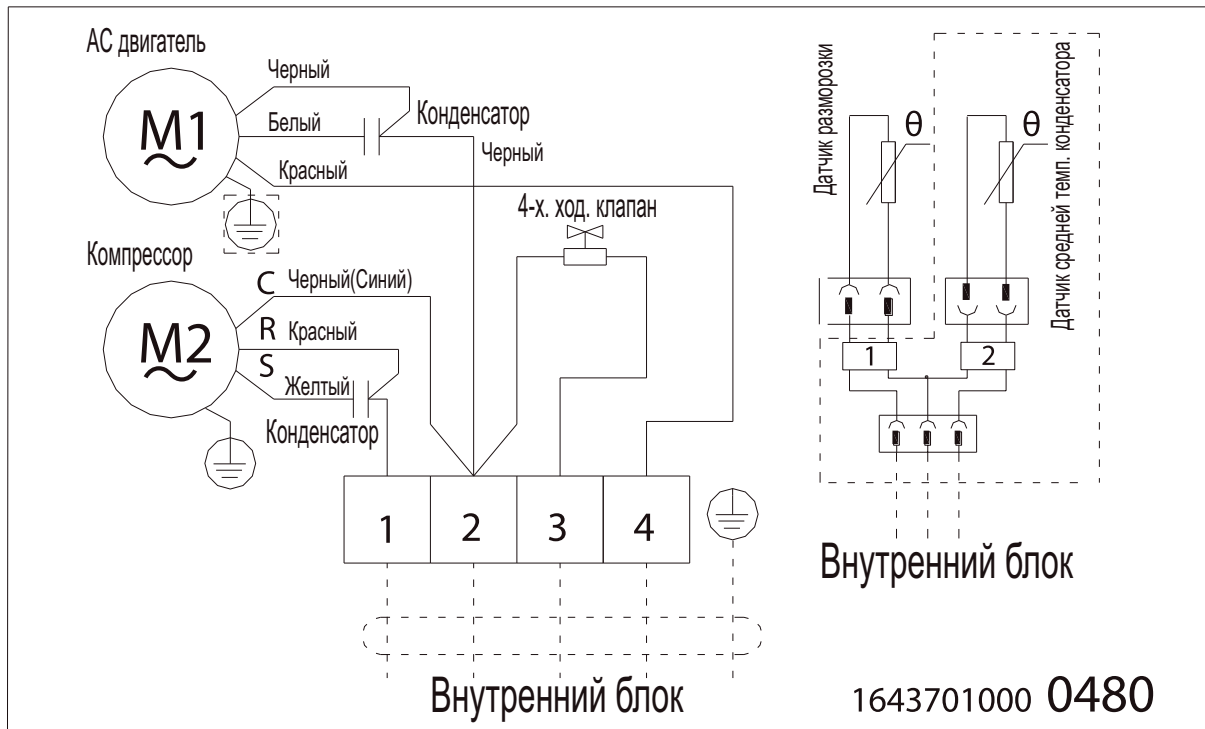 АС двигатель
Черный
Конденсатор
Белый
Черный
M1
Красный
4-х. ход. клапан
Компрессор
C Черный(Синий)
R Красный
M2
S
Желтый
Конденсатор
1 2 3 4
Внутренний блок
Датчик разморозки
θ
θ
Датчик средней темп. конденсатора
1 2
Внутренний блок
1643701000 0480